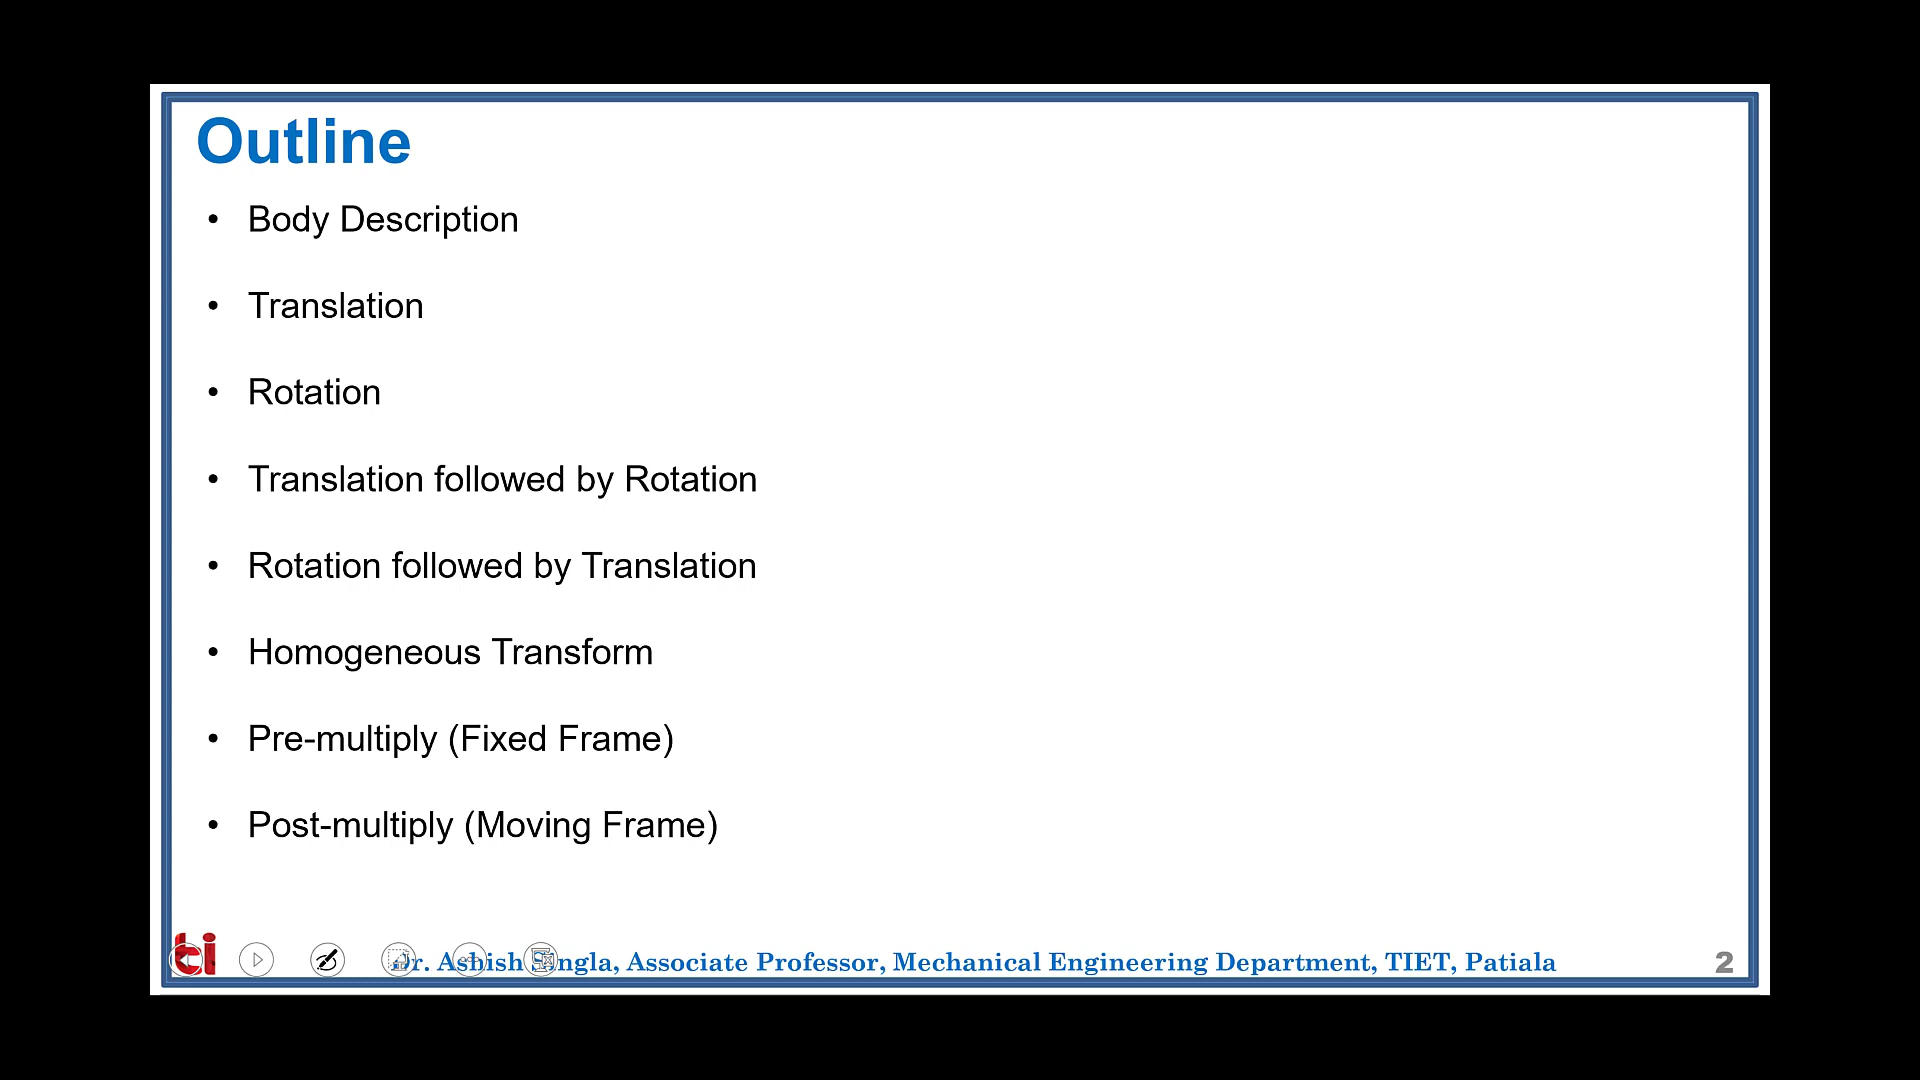 Outline
• Body Description
• Translation
• Rotation
• Translation followed by Rotation
• Rotation followed by Translation
• Homogeneous Transform
• Pre-multiply (Fixed Frame)
• Post-multiply (Moving Frame)
ti
Dr. Ashish Singla, Associate Professor, Mechanical Engineering Department, TIET, Patiala
2